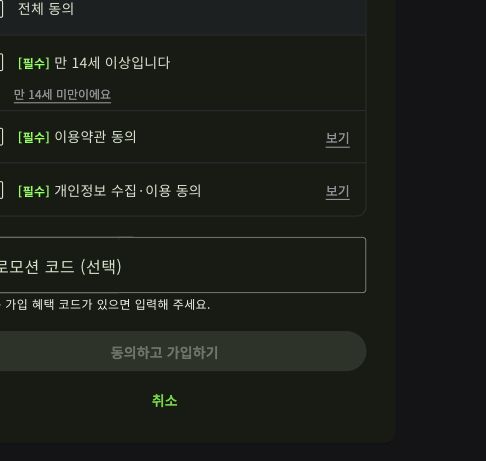 전체 동의
[필수] 만 14세 이상입니다
만 14세 미만이에요
[필수] 이용약관 동의 보기
[필수] 개인정보 수집·이용 동의 보기
로모션 코드 (선택)
가입 혜택 코드가 있으면 입력해 주세요.
동의하고 가입하기
취소